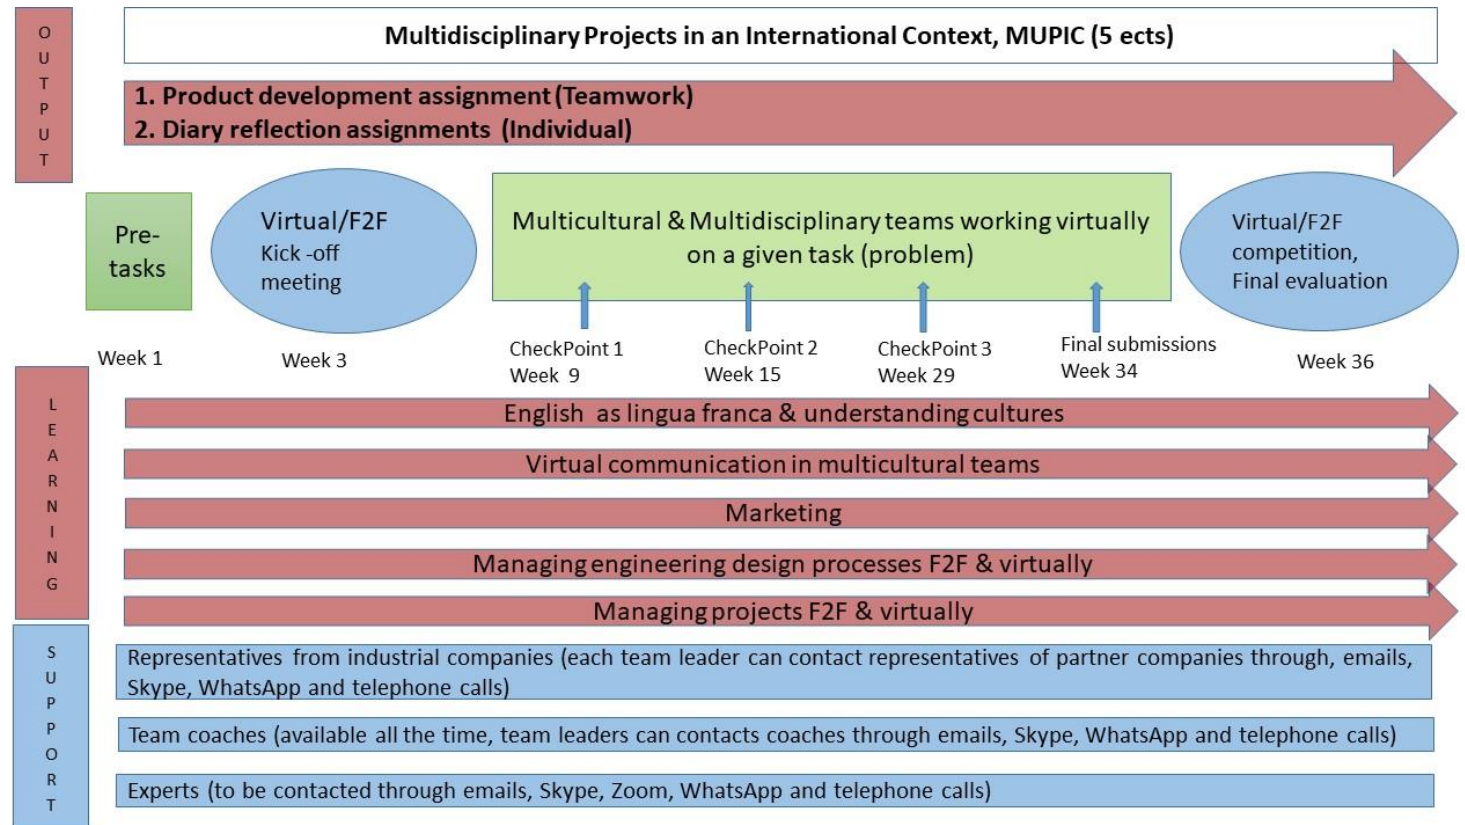 OUTPUT
Multidisciplinary Projects in an International Context, MUPIC (5 ects)
1. Product development assignment (Teamwork)
2. Diary reflection assignments (Individual)
Pre-
tasks
Virtual/F2F
Kick -off
meeting
Multicultural & Multidisciplinary teams working virtually
on a given task (problem)
Virtual/F2F
competition,
Final evaluation
Week 1
Week 3
CheckPoint 1
Week 9
CheckPoint 2
Week 15
CheckPoint 3
Week 29
Final submissions
Week 34
Week 36
LEARNING
English as lingua franca & understanding cultures
Virtual communication in multicultural teams
Marketing
Managing engineering design processes F2F & virtually
Managing projects F2F & virtually
SUPPORT
Representatives from industrial companies (each team leader can contact representatives of partner companies through, emails,
Skype, WhatsApp and telephone calls)
Team coaches (available all the time, team leaders can contacts coaches through emails, Skype, WhatsApp and telephone calls)
Experts (to be contacted through emails, Skype, Zoom, WhatsApp and telephone calls)